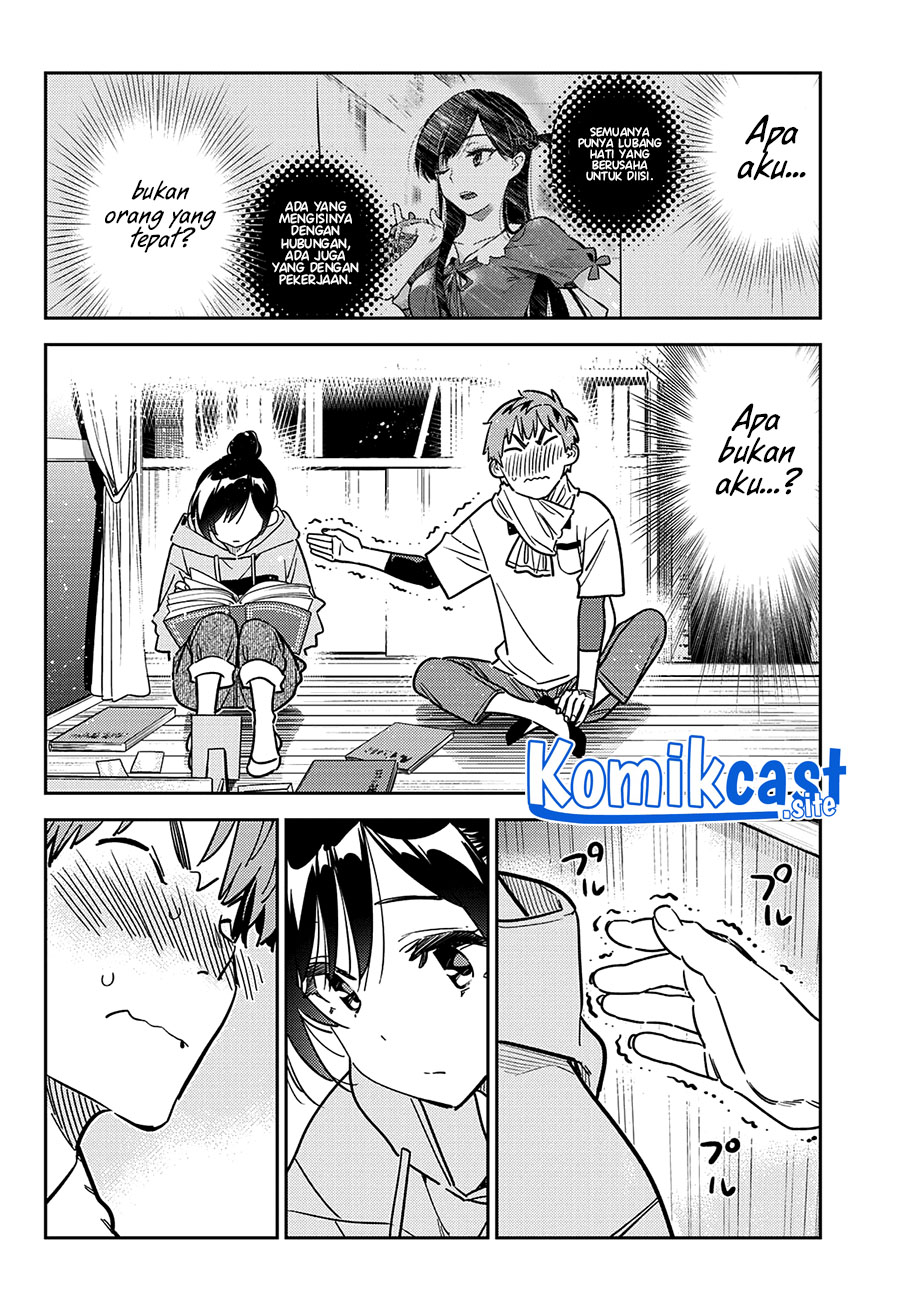 Apa
aku...
SEMUANYA
PUNYA LUBANG
HATI YANG
BERUSAHA
UNTUK DIISI.
ADA YANG
MENGISINYA
DENGAN
HUBUNGAN,
ADA JUGA
YANG DENGAN
PEKERJAAN.
bukan
orang yang
tepat?
Apa
bukan
aku...?
Komikcast
.site
プル
プル
プル